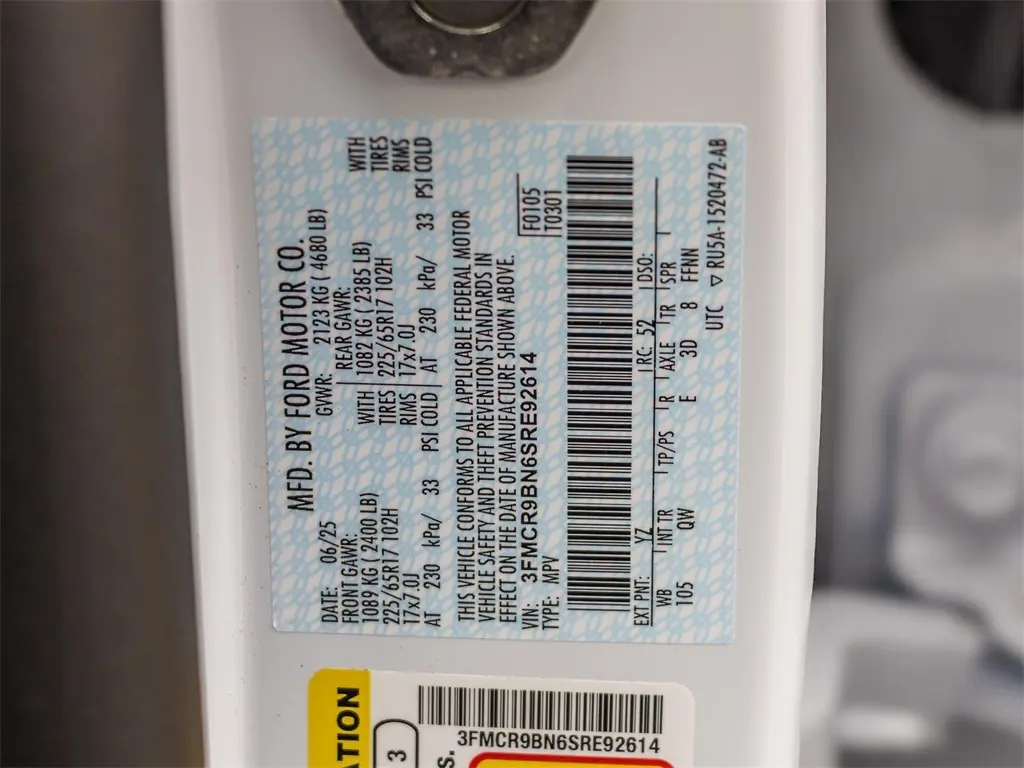 MFD. BY FORD MOTOR CO.
DATE: 06/25 GVWR: 2123 KG ( 4680 LB)
FRONT GAWR: REAR GAWR:
1089 KG ( 2400 LB) WITH 1082 KG ( 2385 LB) WITH
225/65R17 102H TIRES 225/65R17 102H TIRES
17x7.0J RIMS 17x7.0J RIMS
AT 230 kPa/ 33 PSI COLD AT 230 kPa/ 33 PSI COLD
THIS VEHICLE CONFORMS TO ALL APPLICABLE FEDERAL MOTOR
VEHICLE SAFETY AND THEFT PREVENTION STANDARDS IN
EFFECT ON THE DATE OF MANUFACTURE SHOWN ABOVE.
VIN: 3FMCR9BN6SRE92614 F0105
TYPE: MPV T0301
EXT PNT: YZ RC: 52 DSO:
WB INT TR TP/PS R AXLE TR SPR
105 QW E 3D 8 FFNN
UTC ▽ RU5A-1520472-AB
ATION
3
S.
3FMCR9BN6SRE92614